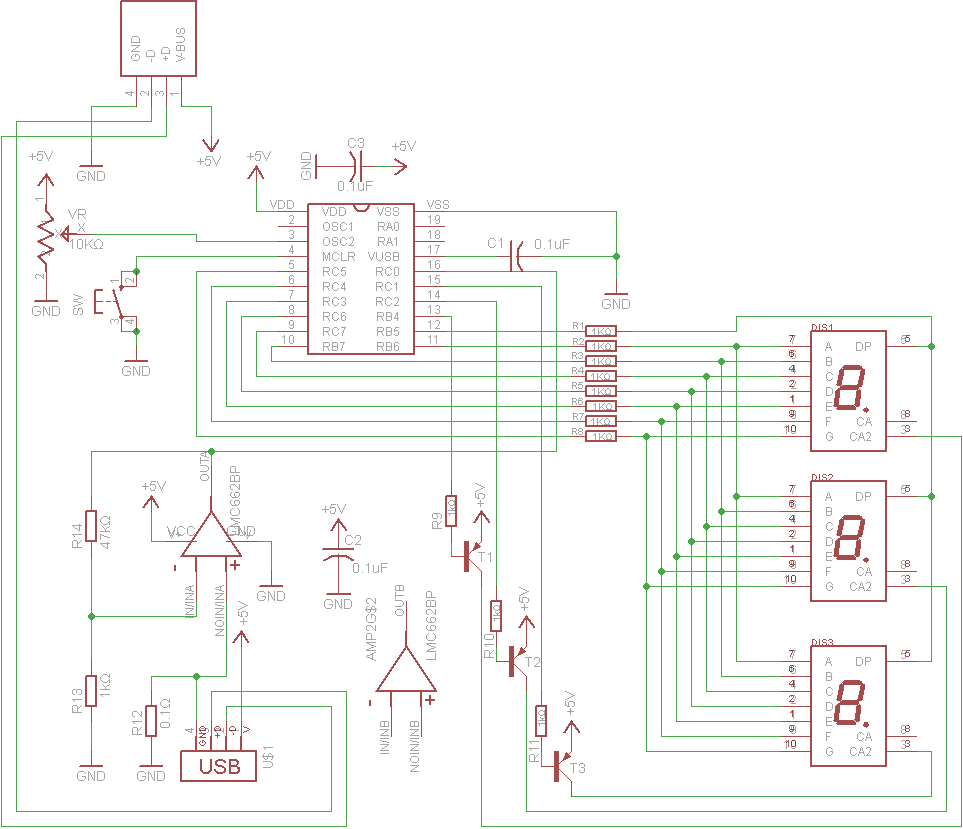 GND
-D
+D
V-BUS
4
2
3
1
+5V
GND
+5V
1
VR
X
10KΩ
2
GND
SW
1
2
3
4
GND
+5V
GND
C3
0.1uF
+5V
VDD
2
3
4
5
6
7
8
9
10
VDD
OSC1
OSC2
MCLR
RC5
RC4
RC3
RC6
RC7
RB7
VSS
RA0
RA1
VUSB
RC0
RC1
RC2
RB4
RB5
RB6
VSS
19
18
17
16
15
14
13
12
11
C1
0.1uF
GND
R1
1KΩ
R2
1KΩ
R3
1KΩ
R4
1KΩ
R5
1KΩ
R6
1KΩ
R7
1KΩ
R8
1KΩ
DIS1
7
6
4
2
1
9
10
A
B
C
D
E
F
G
DP
CA
CA2
5
8
3
DIS2
7
6
4
2
1
9
10
A
B
C
D
E
F
G
DP
CA
CA2
5
8
3
DIS3
7
6
4
2
1
9
10
A
B
C
D
E
F
G
DP
CA
CA2
5
8
3
OUTA
LMC662BP
+5V
VCC
GND
-
+
IN/INA
NOIN/INA
GND
R14
47kΩ
R13
1kΩ
GND
R12
0.1Ω
GND
+5V
4
GND
+D
-D
V
USB
U$1
+5V
C2
0.1uF
GND
AMP2G$2
OUTB
LMC662BP
-
+
IN/INB
NOIN/INB
R9
1kΩ
+5V
T1
R10
1kΩ
+5V
T2
R11
1kΩ
+5V
T3